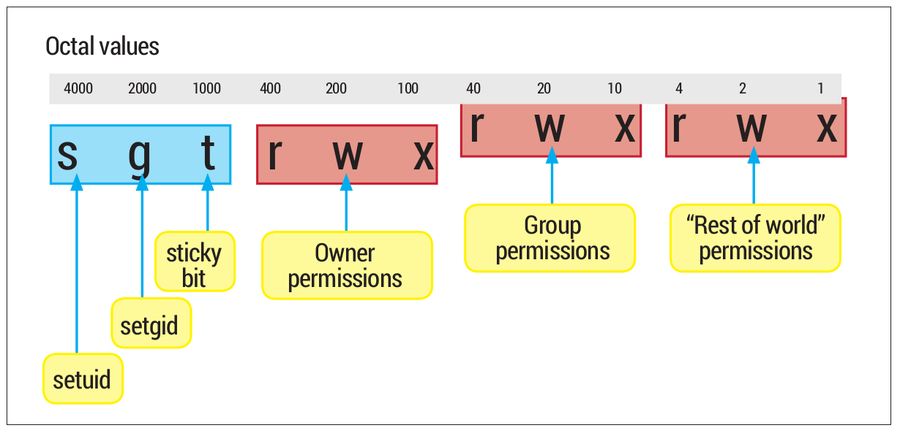 Octal values
4000 2000 1000 400 200 100 40 20 10 4 2 1
s g t r w x r w x r w x
sticky
bit
Owner
permissions
Group
permissions
“Rest of world”
permissions
setgid
setuid